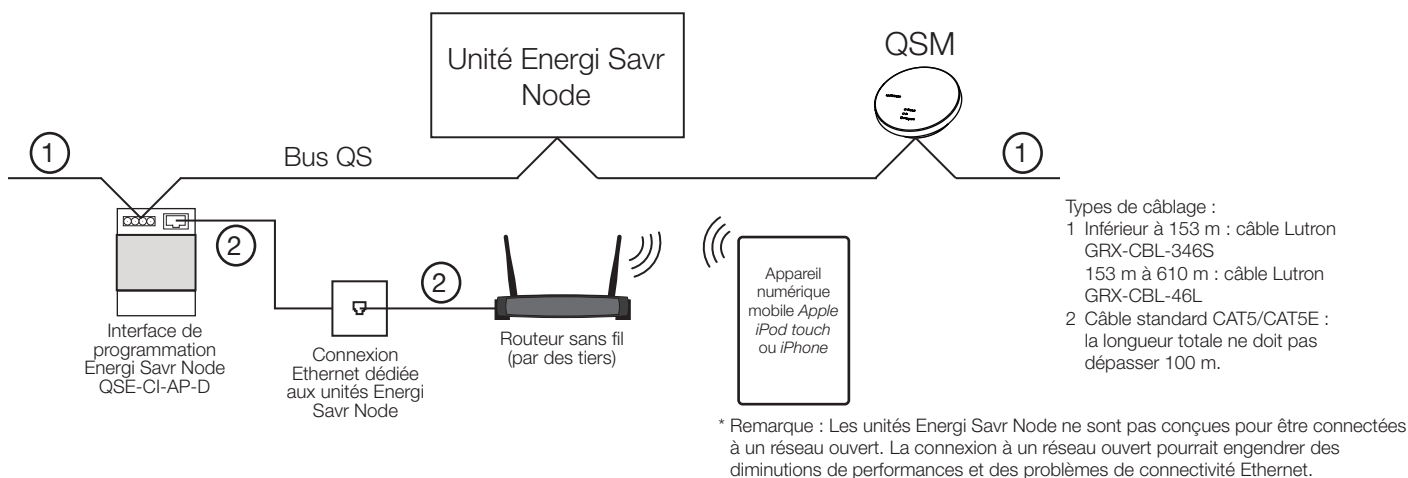 Unité Energi Savr
Node
QSM
1
Bus QS
1
2
2
Interface de
programmation
Energi Savr Node
QSE-CI-AP-D
Connexion
Ethernet dédiée
aux unités Energi
Savr Node
Routeur sans fil
(par des tiers)
Appareil
numérique
mobile Apple
iPod touch
ou iPhone
Types de câblage :
1 Inférieur à 153 m : câble Lutron
GRX-CBL-346S
153 m à 610 m : câble Lutron
GRX-CBL-46L
2 Câble standard CAT5/CAT5E :
la longueur totale ne doit pas
dépasser 100 m.
* Remarque : Les unités Energi Savr Node ne sont pas conçues pour être connectées
à un réseau ouvert. La connexion à un réseau ouvert pourrait engendrer des
diminutions de performances et des problèmes de connectivité Ethernet.